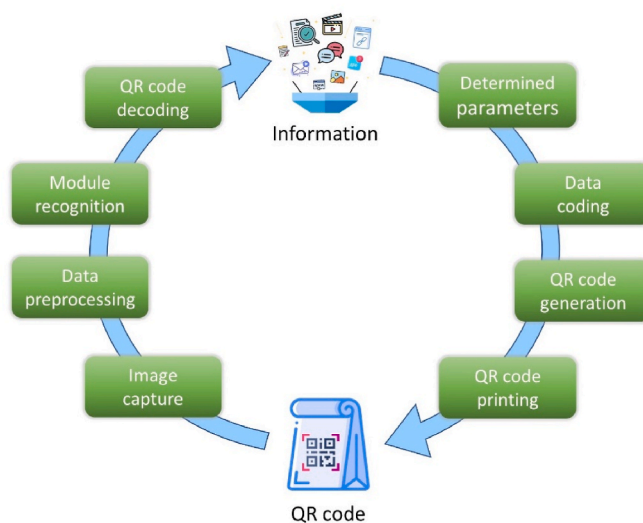 Information
Determined
parameters
Data
coding
QR code
generation
QR code
printing
QR code
Image
capture
Data
preprocessing
Module
recognition
QR code
decoding